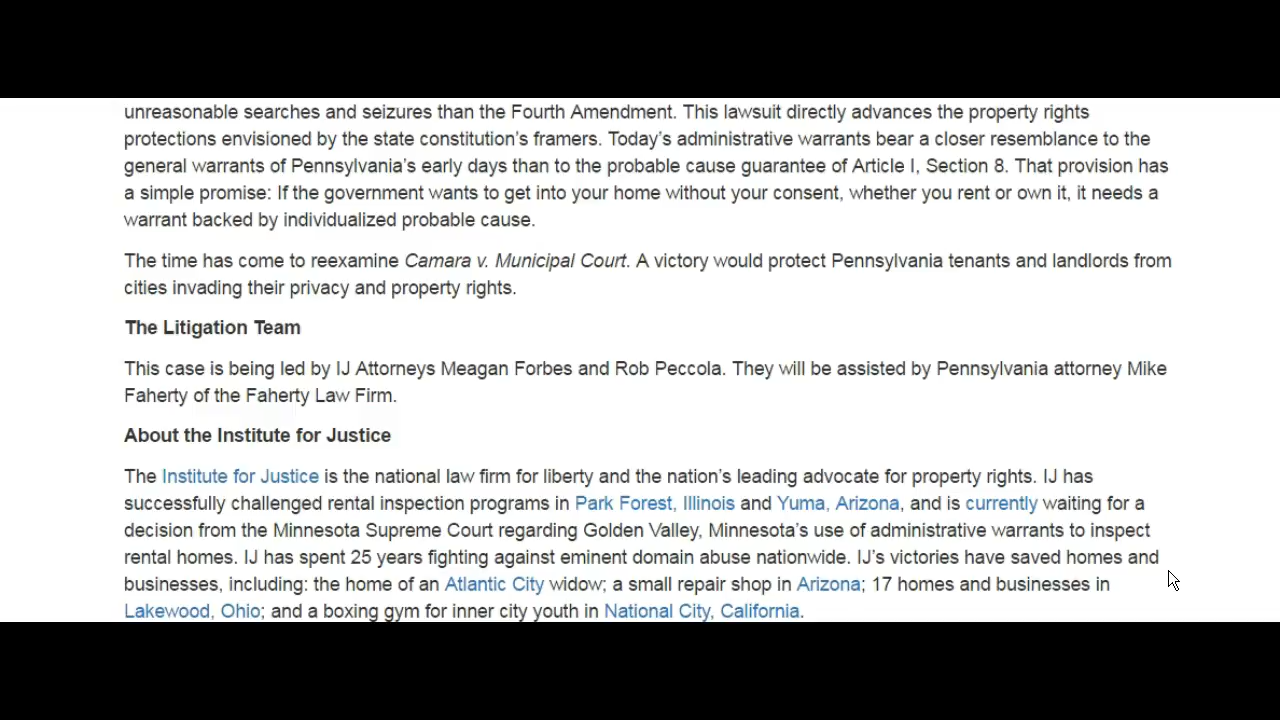 unreasonable searches and seizures than the Fourth Amendment. This lawsuit directly advances the property rights
protections envisioned by the state constitution's framers. Today's administrative warrants bear a closer resemblance to the
general warrants of Pennsylvania's early days than to the probable cause guarantee of Article I, Section 8. That provision has
a simple promise: If the government wants to get into your home without your consent, whether you rent or own it, it needs a
warrant backed by individualized probable cause.
The time has come to reexamine Camara v. Municipal Court. A victory would protect Pennsylvania tenants and landlords from
cities invading their privacy and property rights.
The Litigation Team
This case is being led by IJ Attorneys Meagan Forbes and Rob Peccola. They will be assisted by Pennsylvania attorney Mike
Faherty of the Faherty Law Firm.
About the Institute for Justice
The Institute for Justice is the national law firm for liberty and the nation's leading advocate for property rights. IJ has
successfully challenged rental inspection programs in Park Forest, Illinois and Yuma, Arizona, and is currently waiting for a
decision from the Minnesota Supreme Court regarding Golden Valley, Minnesota's use of administrative warrants to inspect
rental homes. IJ has spent 25 years fighting against eminent domain abuse nationwide. IJ's victories have saved homes and
businesses, including: the home of an Atlantic City widow; a small repair shop in Arizona; 17 homes and businesses in
Lakewood, Ohio; and a boxing gym for inner city youth in National City, California.